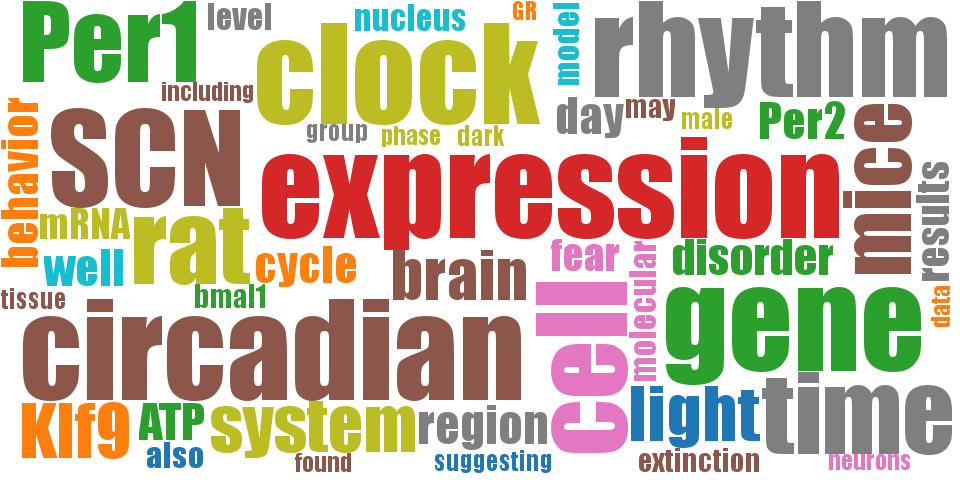 Per1
level
nucleus
GR
model
rhythm
clock
including
day
may
male
Per2
mice
behavior
SCN
group
phase
dark
expression
results
mRNA
rat
well
cycle
brain
fear
molecular
disorder
tissue
bmal1
circadian
cell
gene
data
Klf9
ATP
system
region
light
time
also
found
suggesting
extinction
neurons